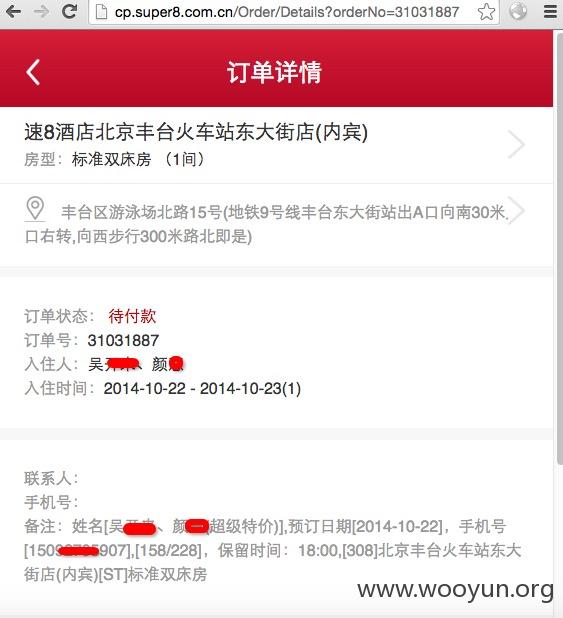 cp.super8.com.cn/Order/Details?orderNo=31031887
订单详情
速8酒店北京丰台火车站东大街店(内宾)
房型：标准双床房 （1间）
丰台区游泳场北路15号(地铁9号线丰台东大街站出A口向南30米,
口右转,向西步行300米路北即是)
订单状态： 待付款
订单号：31031887
入住人：吴、颜
入住时间：2014-10-22 - 2014-10-23(1)
联系人：
手机号：
备注：姓名[吴、颜(超级特价)],预订日期[2014-10-22]，手机号
[150907],[158/228]，保留时间：18:00,[308]北京丰台火车站东大
街店(内宾)[ST]标准双床房
www.wooyun.org